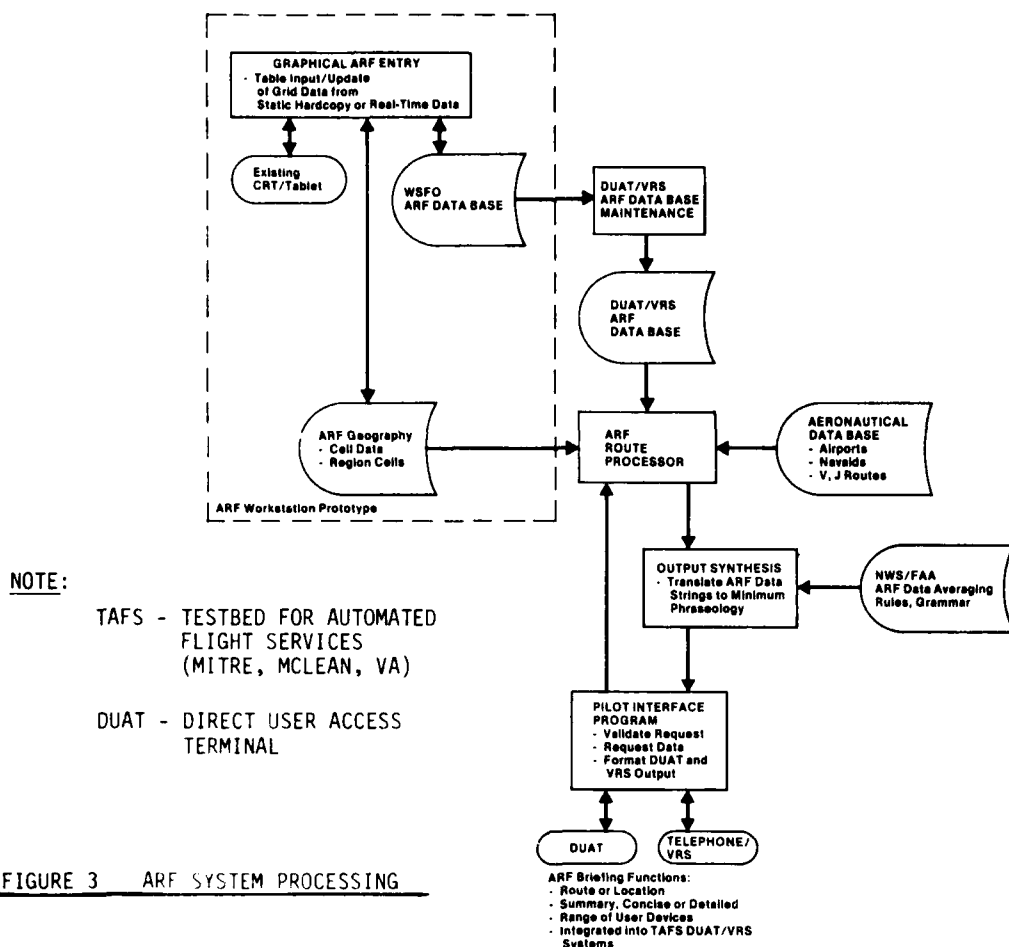 GRAPHICAL ARF ENTRY
- Table Input/Update
of Grid Data from
Static Hardcopy or Real-Time Data
Existing
CRT/Tablet
WSFO
ARF DATA BASE
DUAT/VRS
ARF DATA BASE
MAINTENANCE
DUAT/VRS
ARF
DATA BASE
ARF Geography
- Cell Data
- Region Cells
ARF
ROUTE
PROCESSOR
AERONAUTICAL
DATA BASE
- Airports
- Navaids
- V, J Routes
ARF Workstation Prototype
OUTPUT SYNTHESIS
- Translate ARF Data
Strings to Minimum
Phraseology
NWS/FAA
ARF Data Averaging
Rules, Grammar
NOTE:
TAFS - TESTBED FOR AUTOMATED
FLIGHT SERVICES
(MITRE, MCLEAN, VA)
DUAT - DIRECT USER ACCESS
TERMINAL
PILOT INTERFACE
PROGRAM
- Validate Request
- Request Data
- Format DUAT and
VRS Output
DUAT
TELEPHONE/
VRS
ARF Briefing Functions:
- Route or Location
- Summary, Concise or Detailed
- Range of User Devices
- Integrated into TAFS DUAT/VRS
Systems
FIGURE 3 ARF SYSTEM PROCESSING